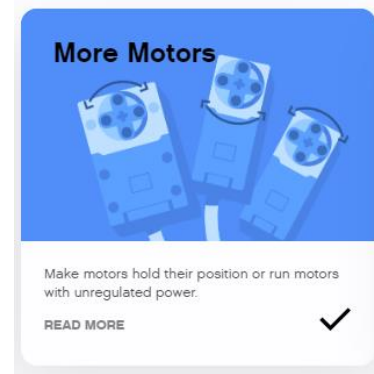 More Motors
Make motors hold their position or run motors
with unregulated power.
READ MORE